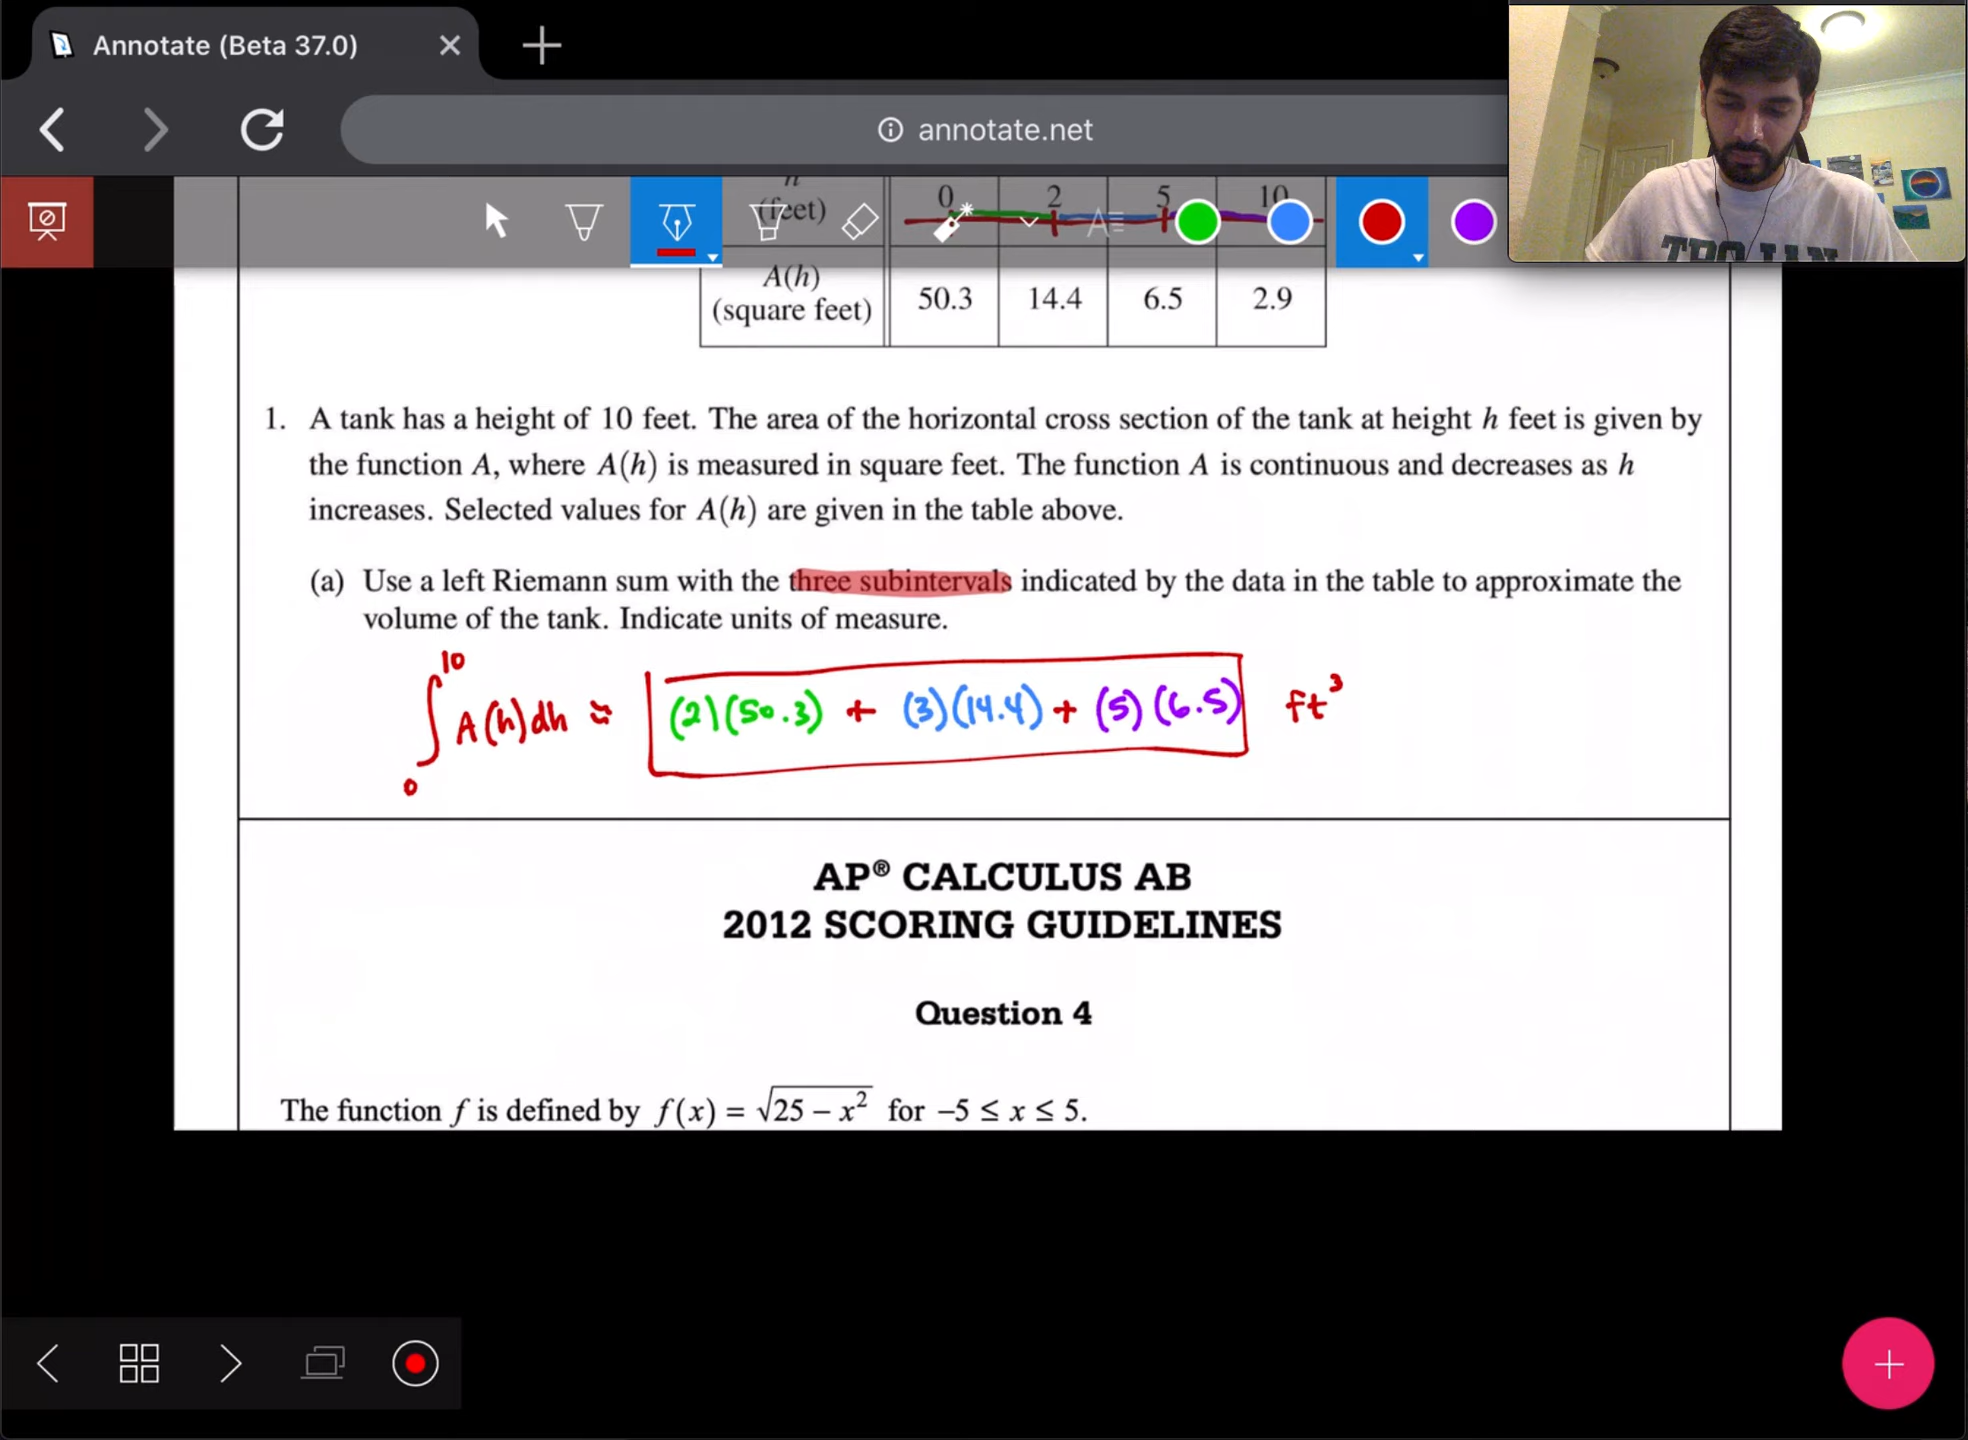 Annotate (Beta 37.0)
annotate.net
h
(feet) 0 2 5 10
A(h)
(square feet) 50.3 14.4 6.5 2.9
1. A tank has a height of 10 feet. The area of the horizontal cross section of the tank at height h feet is given by
the function A, where A(h) is measured in square feet. The function A is continuous and decreases as h
increases. Selected values for A(h) are given in the table above.
(a) Use a left Riemann sum with the three subintervals indicated by the data in the table to approximate the
volume of the tank. Indicate units of measure.
∫₀¹⁰ A(h)dh ≈ (2)(50.3) + (3)(14.4) + (5)(6.5) ft³
AP® CALCULUS AB
2012 SCORING GUIDELINES
Question 4
The function f is defined by f(x) = √(25 – x²) for –5 ≤ x ≤ 5.
TROJAN